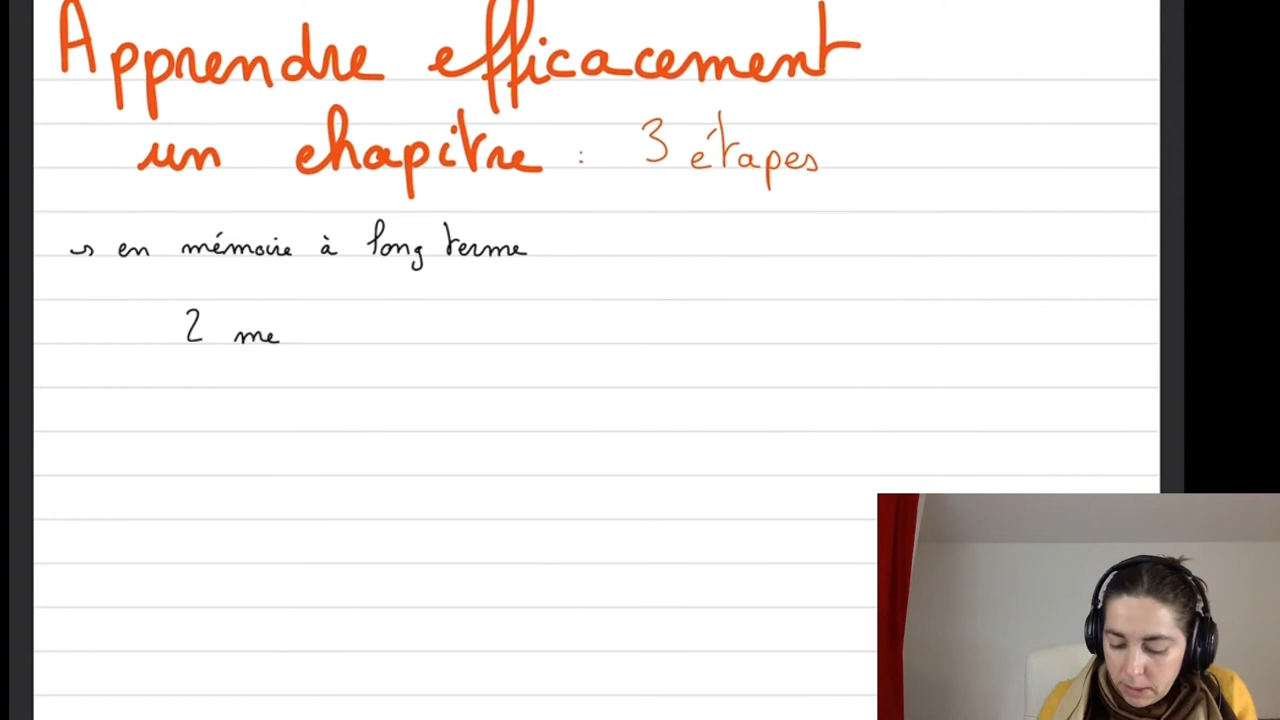 Apprendre efficacement
un chapitre : 3 étapes
↪ en mémoire à long terme
2 me